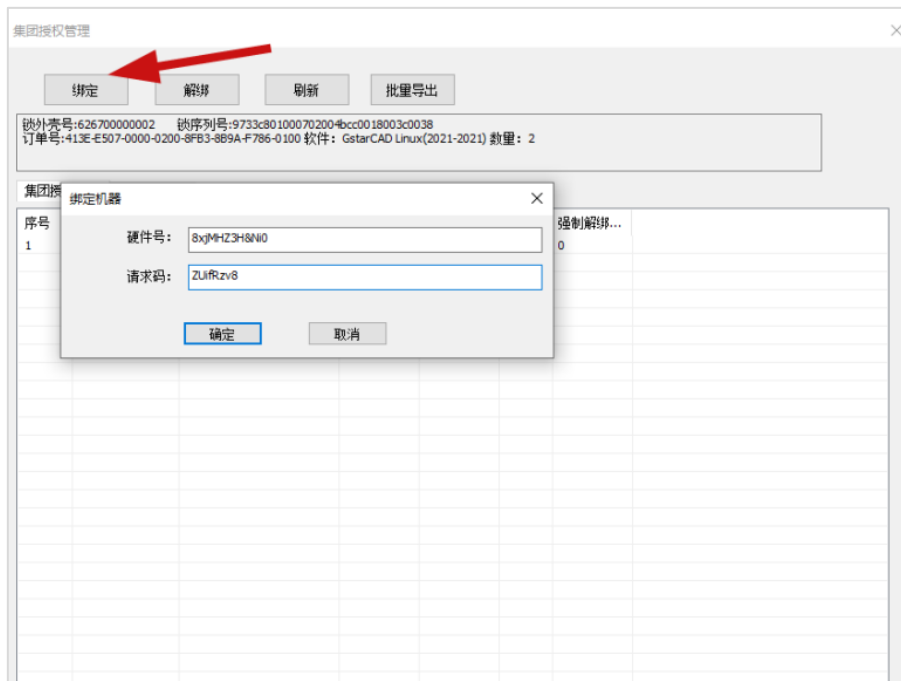 集团授权管理
绑定 解绑 刷新 批量导出
锁外壳号:626700000002 锁序列号:9733c801000702004bcc0018003c0038
订单号:413E-E507-0000-0200-8FB3-8B9A-F786-0100 软件: GstarCAD Linux(2021-2021) 数量: 2
集团授
绑定机器
序号 强制解绑...
硬件号: 8xjMHZ3H&Ni0
1 0
请求码: ZUifRzv8
确定 取消